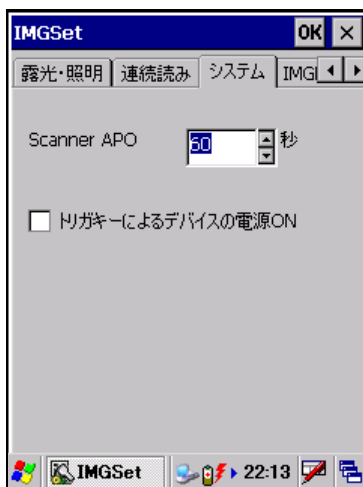 IMGSet OK ×
露光・照明 連続読み システム IMG
Scanner APO 60 秒
トリガキーによるデバイスの電源ON
IMGSet 22:13